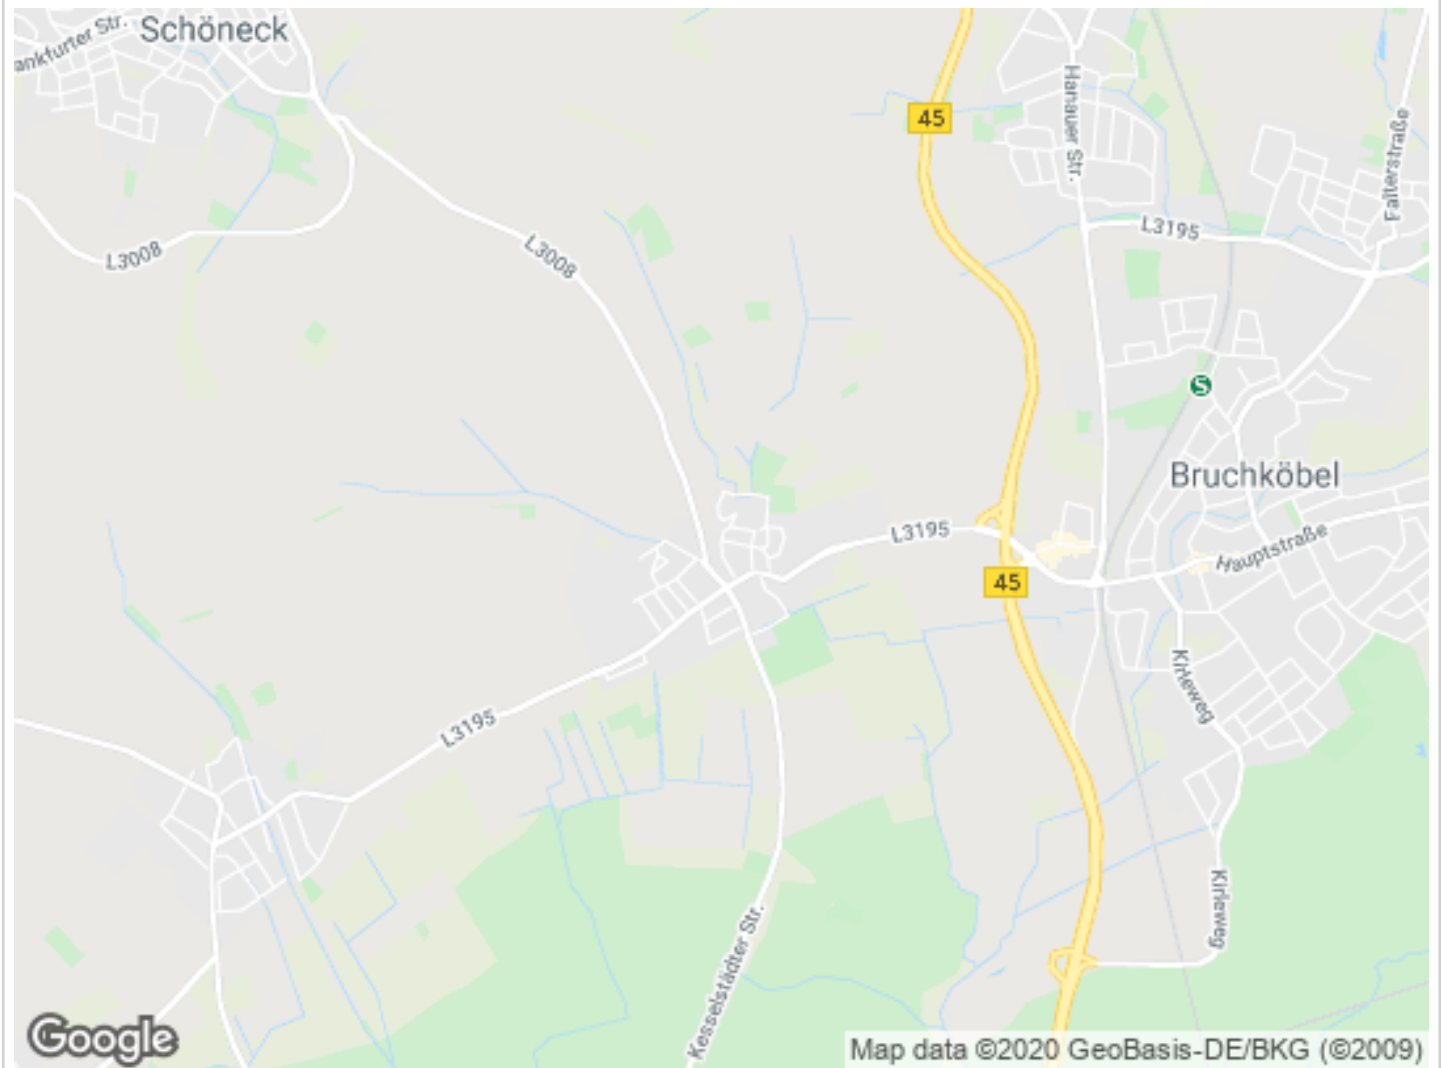 ankfurter Str.
Schöneck
45
Hanauer Str.
Falterstraße
L3008
L3008
L3195
S
Bruchköbel
L3195
Hauptstraße
45
Kirleweg
L3195
Kirleweg
Kesselstädter Str.
Google
Map data ©2020 GeoBasis-DE/BKG (©2009)